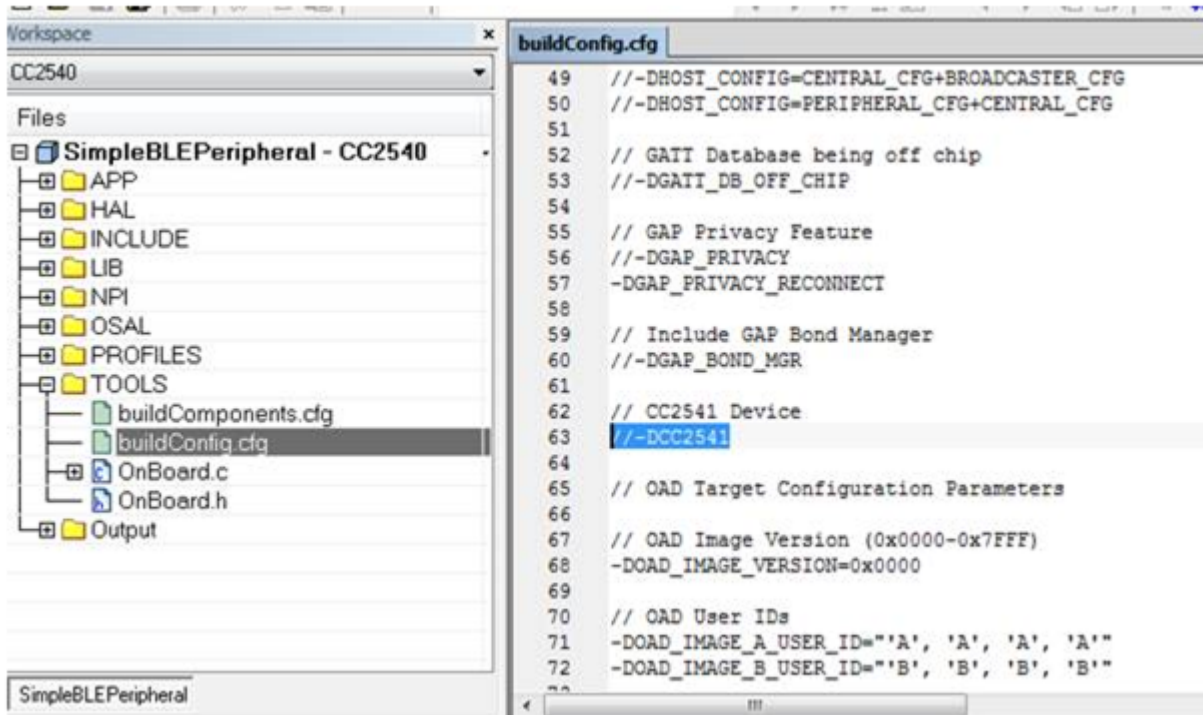 Workspace
CC2540
Files
SimpleBLEPeripheral - CC2540
APP
HAL
INCLUDE
LIB
NPI
OSAL
PROFILES
TOOLS
buildComponents.cfg
buildConfig.cfg
OnBoard.c
OnBoard.h
Output
SimpleBLEPeripheral
buildConfig.cfg
49 //-DHOST_CONFIG=CENTRAL_CFG+BROADCASTER_CFG
50 //-DHOST_CONFIG=PERIPHERAL_CFG+CENTRAL_CFG
51
52 // GATT Database being off chip
53 //-DGATT_DB_OFF_CHIP
54
55 // GAP Privacy Feature
56 //-DGAP_PRIVACY
57 -DGAP_PRIVACY_RECONNECT
58
59 // Include GAP Bond Manager
60 //-DGAP_BOND_MGR
61
62 // CC2541 Device
63 //-DCC2541
64
65 // OAD Target Configuration Parameters
66
67 // OAD Image Version (0x0000-0x7FFF)
68 -DOAD_IMAGE_VERSION=0x0000
69
70 // OAD User IDs
71 -DOAD_IMAGE_A_USER_ID="'A', 'A', 'A', 'A'"
72 -DOAD_IMAGE_B_USER_ID="'B', 'B', 'B', 'B'"